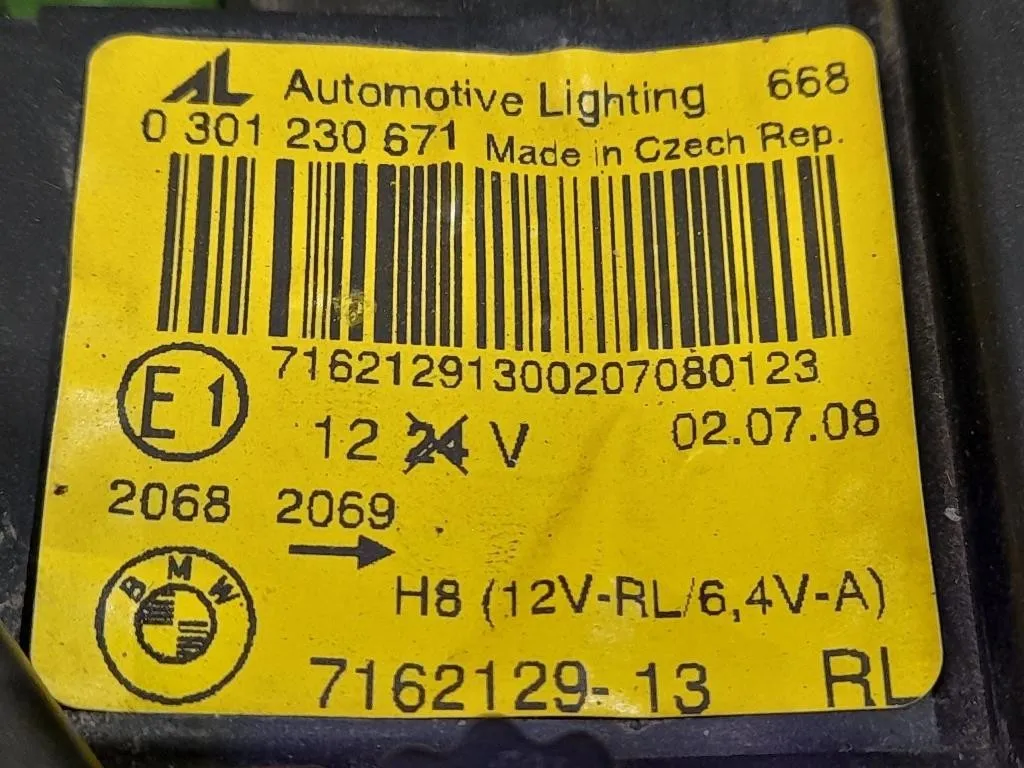 AL Automotive Lighting 668
0 301 230 671 Made in Czech Rep.
71621291300207080123
E1
12 24 V 02.07.08
2068 2069
BMW
H8 (12V-RL/6,4V-A)
7162129-13 RL